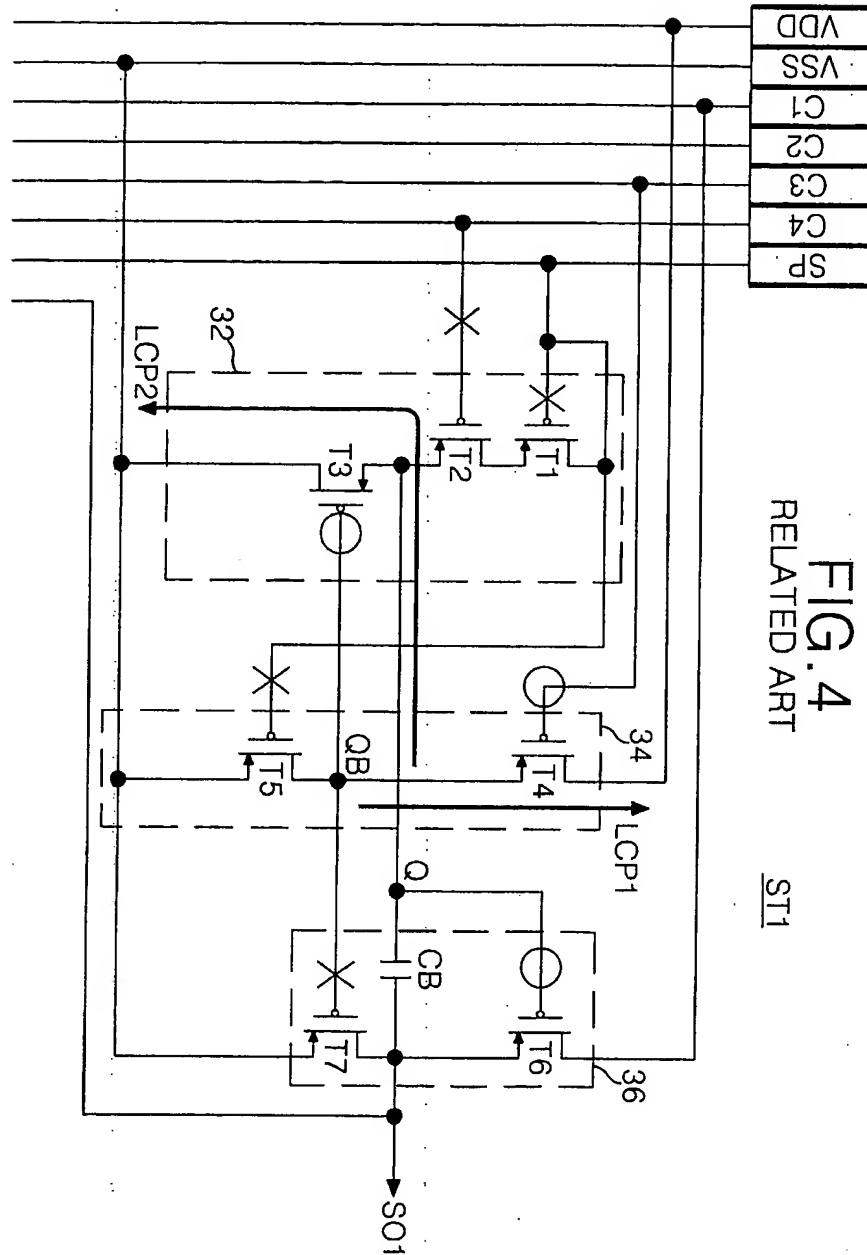 FIG.4
RELATED ART
ST1
VDD
VSS
C1
C2
C3
C4
SP
32
LCP2
T1
T2
T3
34
T4
LCP1
QB
T5
Q
CB
36
T6
T7
SO1